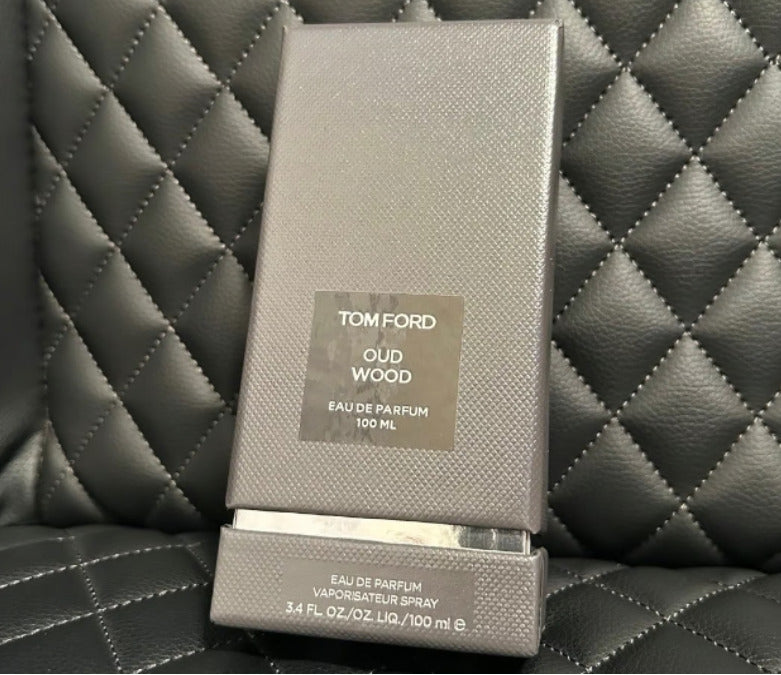 TOM FORD
OUD
WOOD
EAU DE PARFUM
100 ML
EAU DE PARFUM
VAPORISATEUR SPRAY
3.4 FL. OZ./OZ. LIQ./100 ml ℮